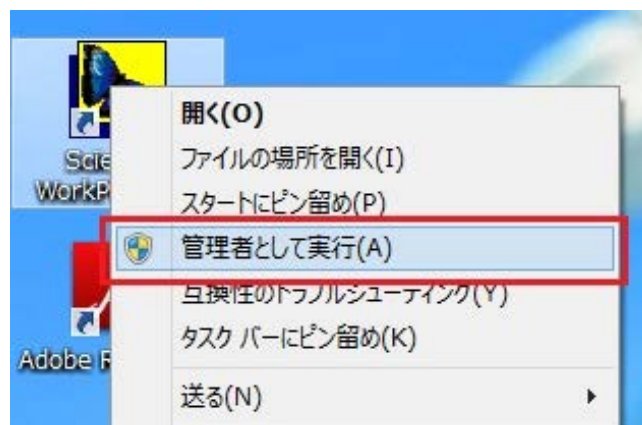 開く(O)
ファイルの場所を開く(I)
スタートにピン留め(P)
管理者として実行(A)
互換性のトラブルシューティング(Y)
タスク バーにピン留め(K)
送る(N)
Adobe